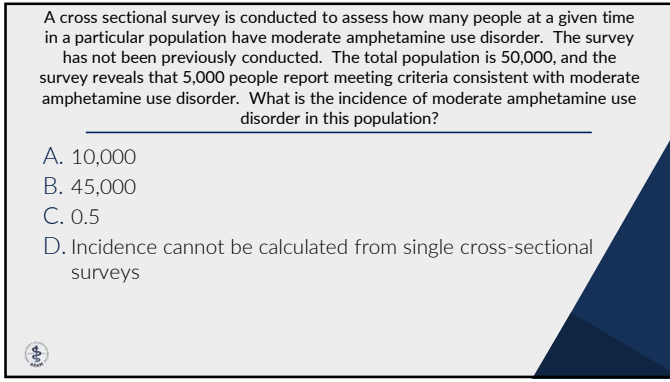 A cross sectional survey is conducted to assess how many people at a given time
in a particular population have moderate amphetamine use disorder. The survey
has not been previously conducted. The total population is 50,000, and the
survey reveals that 5,000 people report meeting criteria consistent with moderate
amphetamine use disorder. What is the incidence of moderate amphetamine use
disorder in this population?
A. 10,000
B. 45,000
C. 0.5
D. Incidence cannot be calculated from single cross-sectional
surveys
ASAM